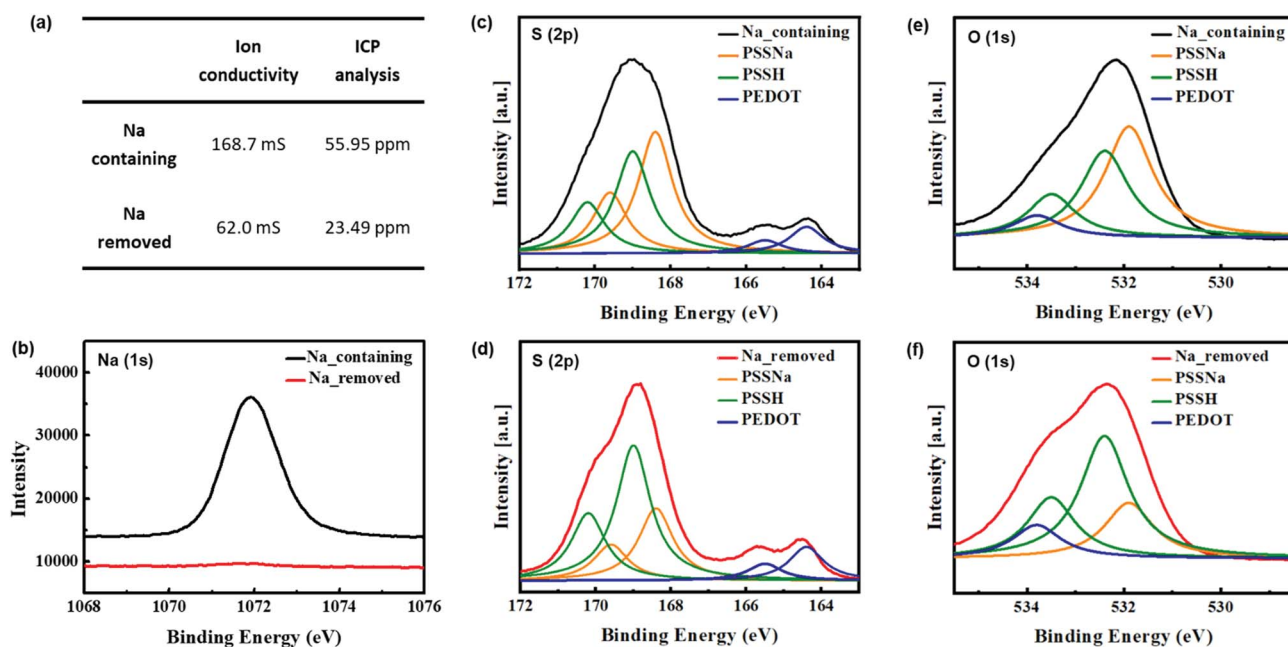 (a)
Ion conductivity
ICP analysis
Na containing
168.7 mS
55.95 ppm
Na removed
62.0 mS
23.49 ppm
(b)
Na (1s)
Na_containing
Na_removed
40000
30000
20000
10000
Intensity
1068
1070
1072
1074
1076
Binding Energy (eV)
(c)
S (2p)
Na_containing
PSSNa
PSSH
PEDOT
Intensity [a.u.]
172
170
168
166
164
Binding Energy (eV)
(d)
S (2p)
Na_removed
PSSNa
PSSH
PEDOT
Intensity [a.u.]
172
170
168
166
164
Binding Energy (eV)
(e)
O (1s)
Na_containing
PSSNa
PSSH
PEDOT
Intensity [a.u.]
534
532
530
Binding Energy (eV)
(f)
O (1s)
Na_removed
PSSNa
PSSH
PEDOT
Intensity [a.u.]
534
532
530
Binding Energy (eV)